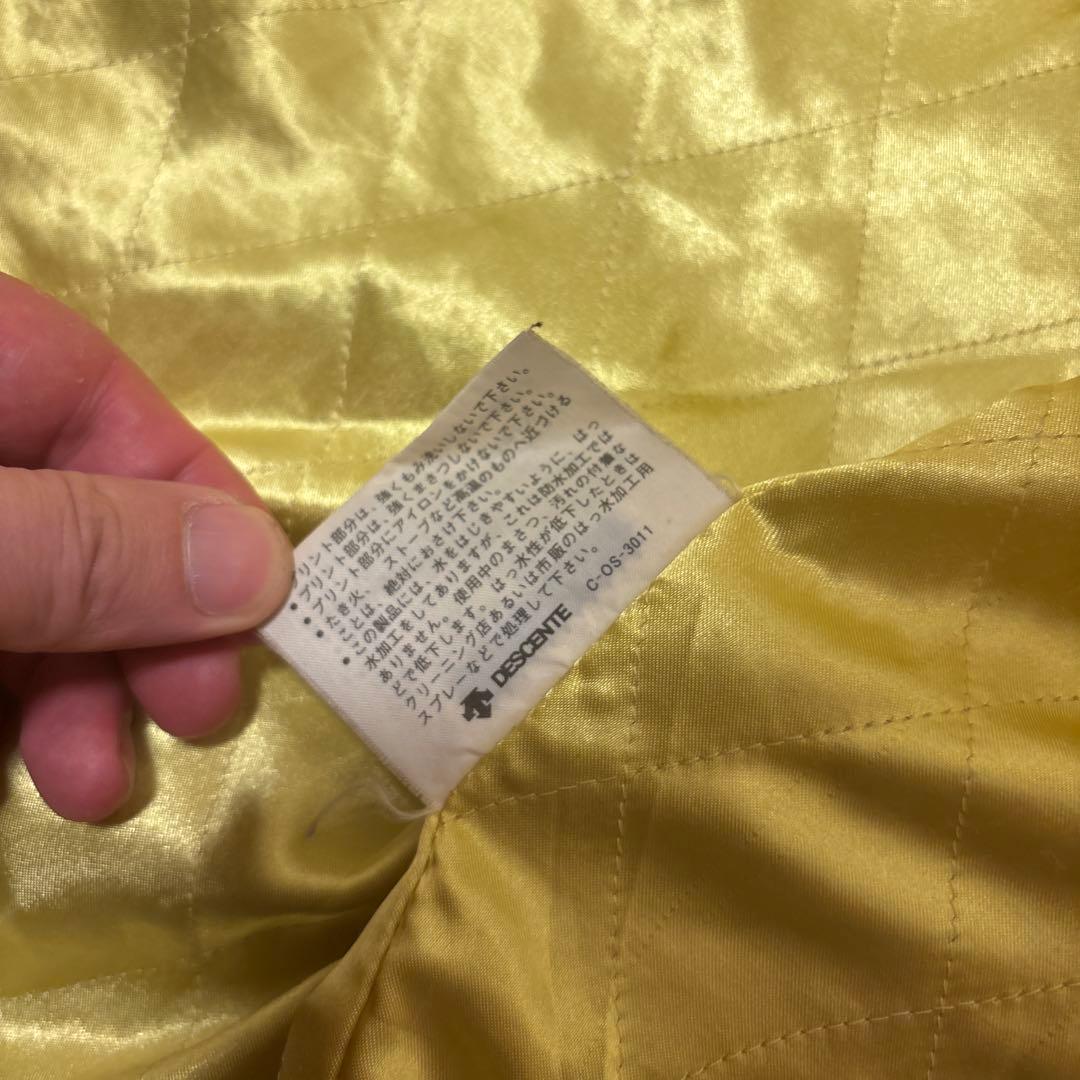 ・プリント部分は、強くもみ洗いしないで下さい。
・プリント部分は、強くまさつしないで下さい。
・プリント部分にアイロンをかけないで下さい。
・たき火、ストーブなど高温のものへ近づける
ことは、絶対におさけ下さい。
・この製品には、水をはじきやすいように、はっ
水加工をしてありますが、これは防水加工では
ありません。使用中のまさつ、汚れの付着な
どで低下します。はっ水性が低下したときは
クリーニング店あるいは市販のはっ水加工用
スプレーなどで処理して下さい。
DESCENTE C-OS-3011